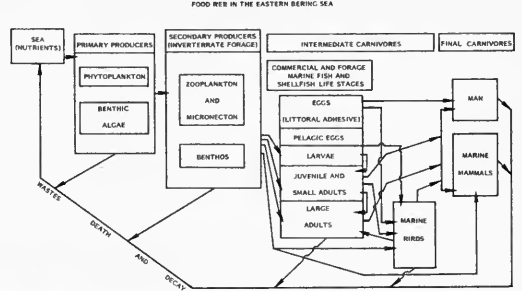 FOOD REB IN THE EASTERN BERING SEA
SEA
(NUTRIENTS)
PRIMARY PRODUCERS
PHYTOPLANKTON
BENTHIC
ALGAE
SECONDARY PRODUCERS
(INVERTERRATE FORAGE)
ZOOPLANKTON
AND
MICRONECTON
BENTHOS
INTERMEDIATE CARNIVORES
COMMERCIAL AND FORAGE
MARINE FISH AND
SHELLFISH LIFE STAGES
EGGS
(LITTORAL ADHESIVE)
PELAGIC EGGS
LARVAE
JUVENILE AND
SMALL ADULTS
LARGE
ADULTS
MARINE
RIRDS
FINAL CARNIVORES
MAN
MARINE
MAMMALS
WASTES
DEATH
AND
DECAY